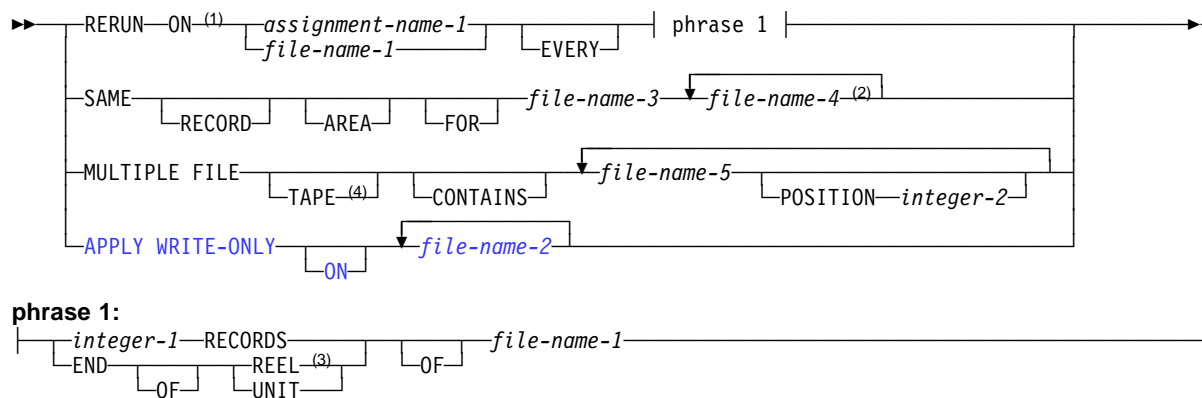 RERUN ON (1) assignment-name-1 phrase 1
file-name-1 EVERY
SAME file-name-3 file-name-4 (2)
RECORD AREA FOR
MULTIPLE FILE file-name-5
TAPE (4) CONTAINS POSITION integer-2
APPLY WRITE-ONLY file-name-2
ON
phrase 1:
integer-1 RECORDS file-name-1
END REEL (3) OF
OF UNIT